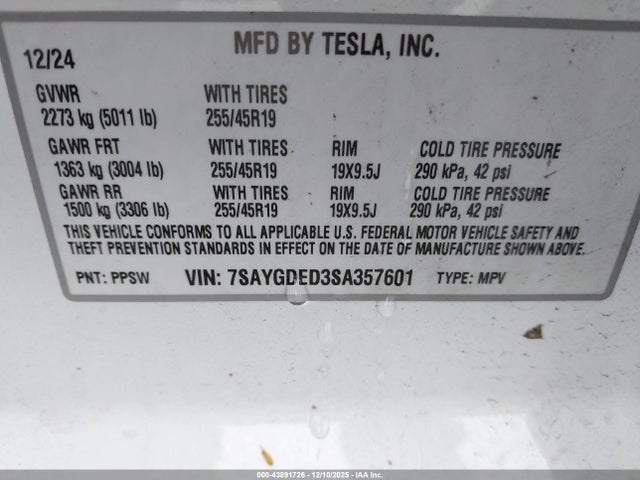 12/24 MFD BY TESLA, INC.
GVWR WITH TIRES
2273 kg (5011 lb) 255/45R19
GAWR FRT WITH TIRES RIM COLD TIRE PRESSURE
1363 kg (3004 lb) 255/45R19 19X9.5J 290 kPa, 42 psi
GAWR RR WITH TIRES RIM COLD TIRE PRESSURE
1500 kg (3306 lb) 255/45R19 19X9.5J 290 kPa, 42 psi
THIS VEHICLE CONFORMS TO ALL APPLICABLE U.S. FEDERAL MOTOR VEHICLE SAFETY AND
THEFT PREVENTION STANDARDS IN EFFECT ON THE DATE OF MANUFACTURE SHOWN ABOVE.
PNT: PPSW VIN: 7SAYGDED3SA357601 TYPE: MPV
000-43891726 - 12/10/2025 - IAA Holdings, LLC